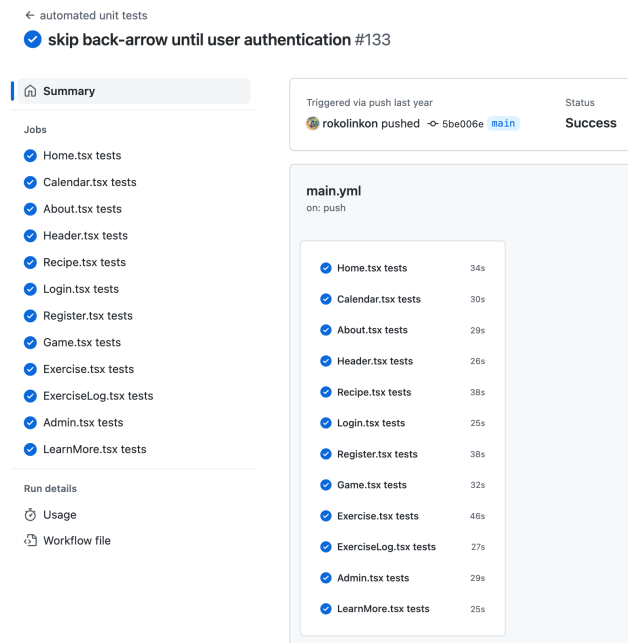 ← automated unit tests
skip back-arrow until user authentication #133
Summary
Jobs
Home.tsx tests
Calendar.tsx tests
About.tsx tests
Header.tsx tests
Recipe.tsx tests
Login.tsx tests
Register.tsx tests
Game.tsx tests
Exercise.tsx tests
ExerciseLog.tsx tests
Admin.tsx tests
LearnMore.tsx tests
Run details
Usage
Workflow file
Triggered via push last year
rokolinkon pushed 5be006e main
Status
Success
main.yml
on: push
Home.tsx tests 34s
Calendar.tsx tests 30s
About.tsx tests 29s
Header.tsx tests 26s
Recipe.tsx tests 38s
Login.tsx tests 25s
Register.tsx tests 38s
Game.tsx tests 32s
Exercise.tsx tests 46s
ExerciseLog.tsx tests 27s
Admin.tsx tests 29s
LearnMore.tsx tests 25s